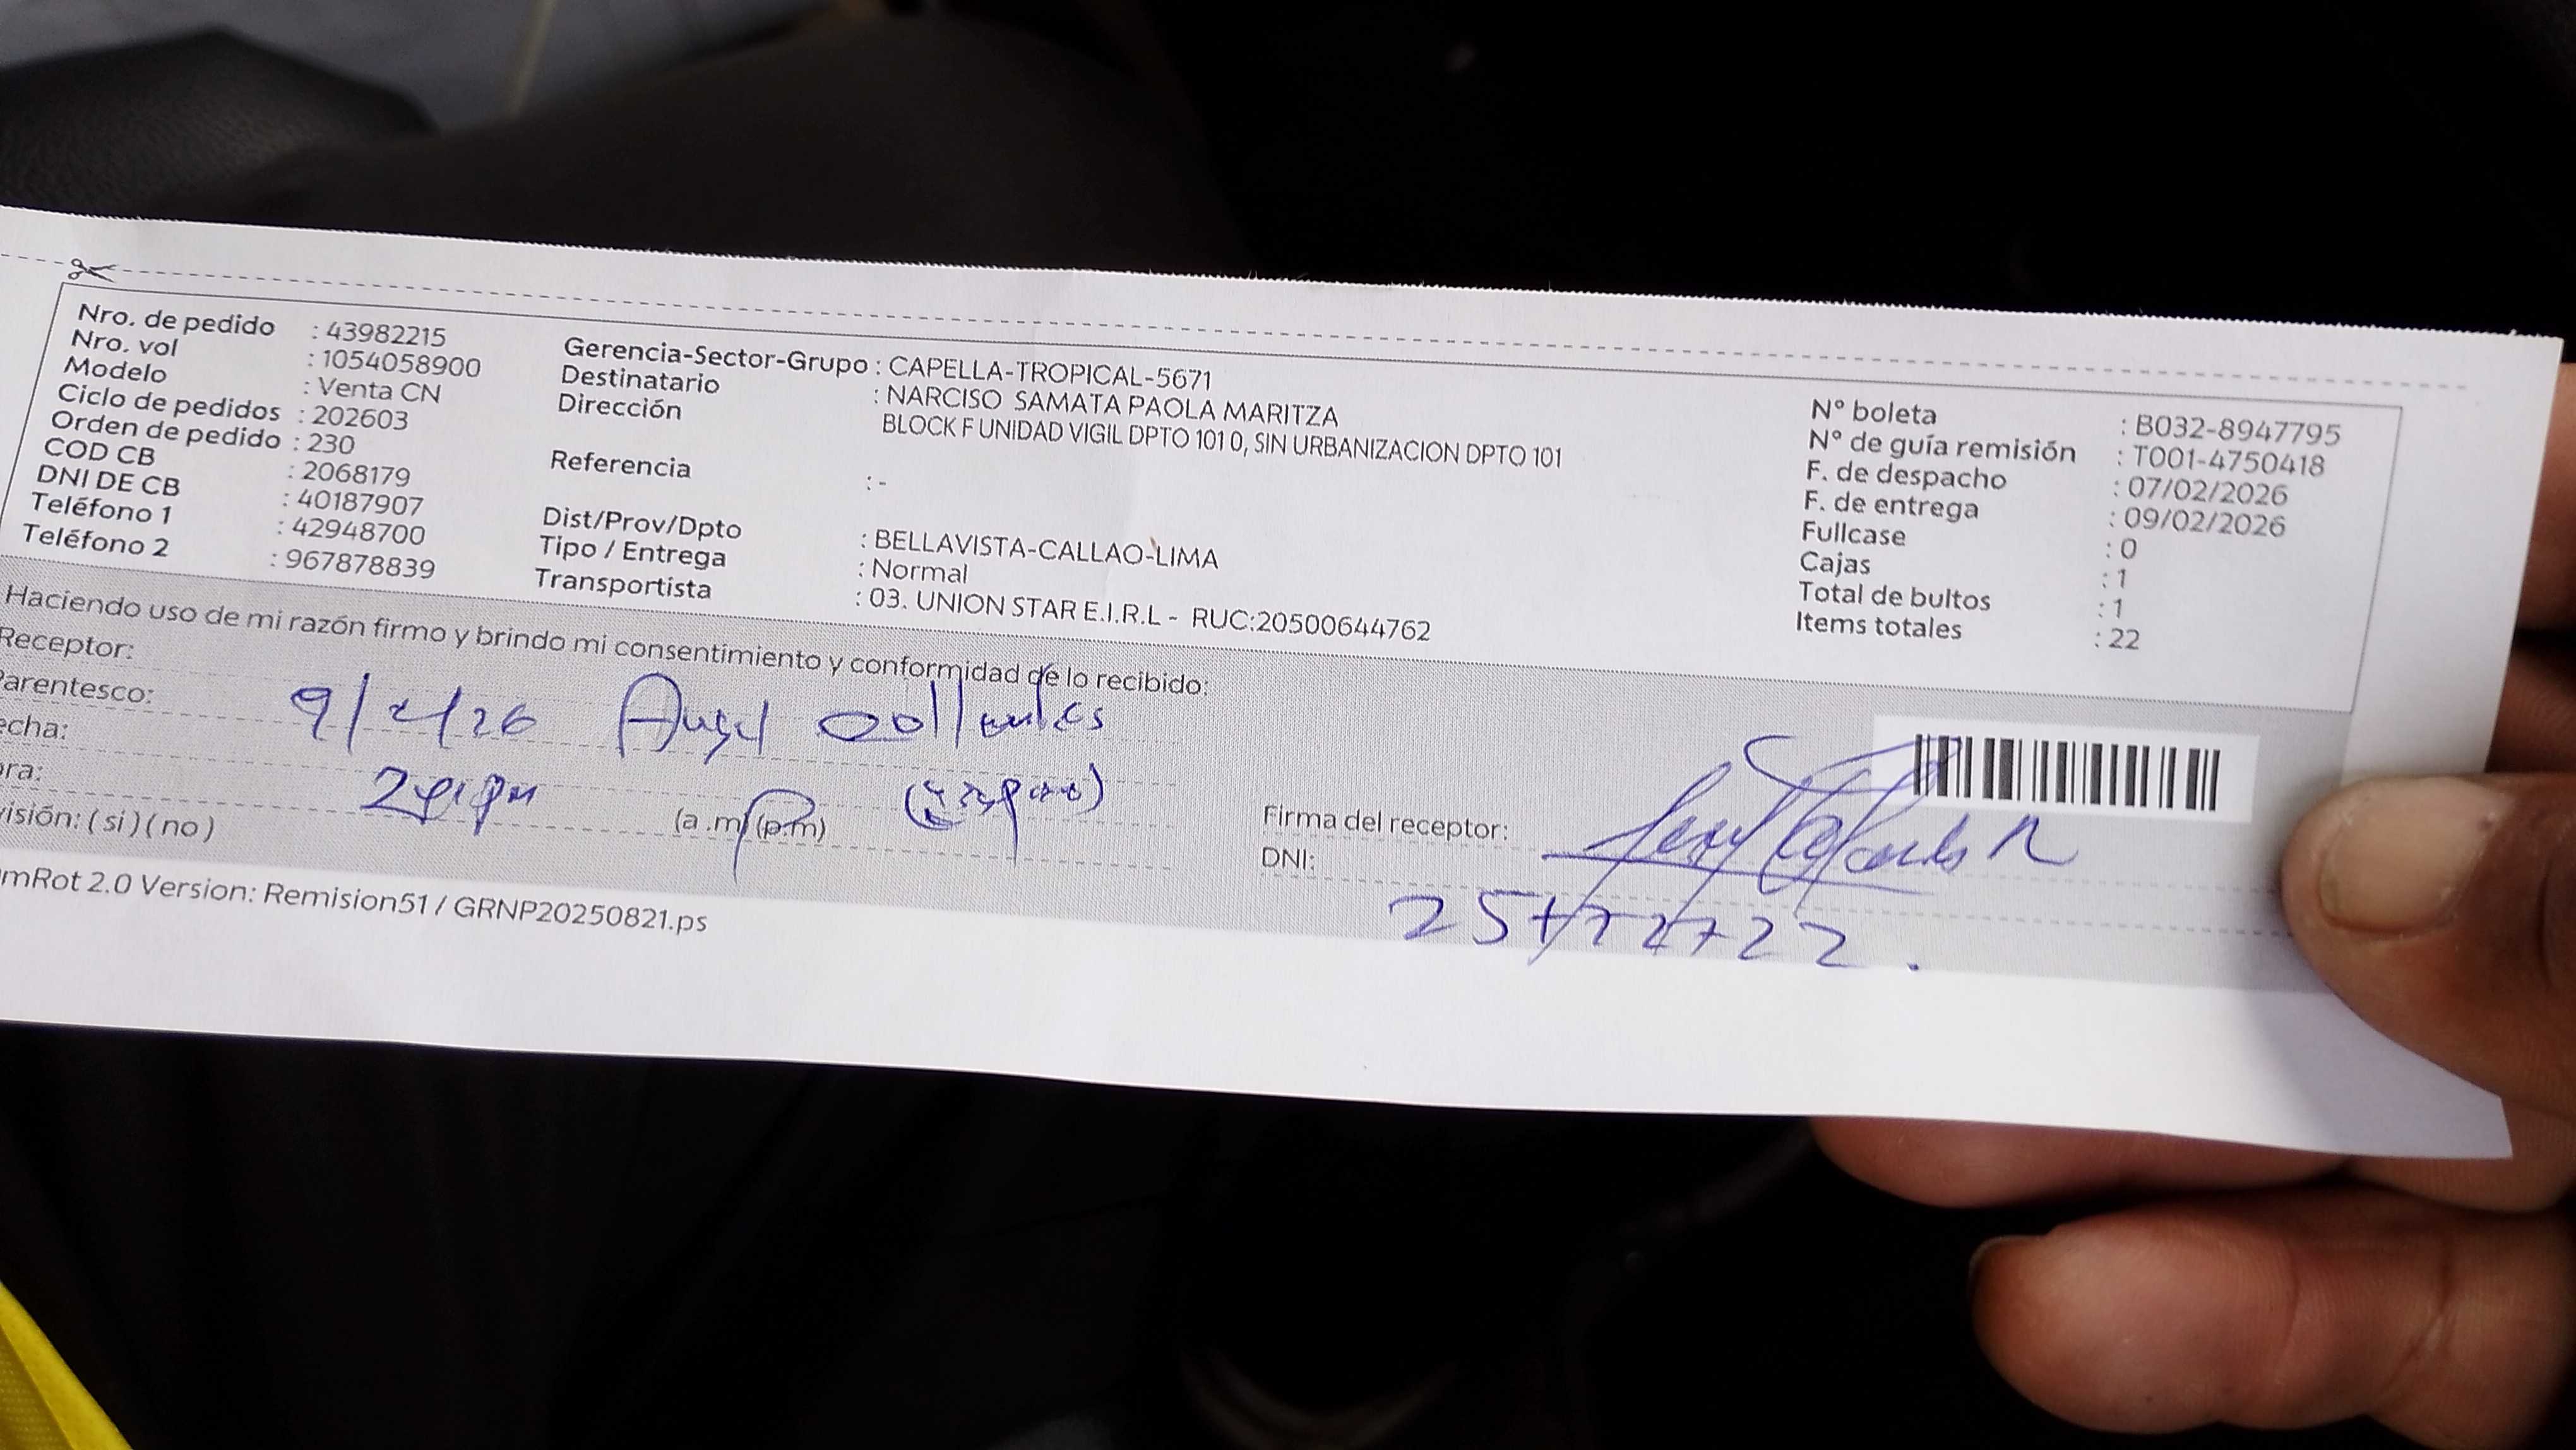 Nro. de pedido : 43982215
Nro. vol : 1054058900
Modelo : Venta CN
Ciclo de pedidos : 202603
Orden de pedido : 230
COD CB : 2068179
DNI DE CB : 40187907
Teléfono 1 : 42948700
Teléfono 2 : 967878839
Gerencia-Sector-Grupo : CAPELLA-TROPICAL-5671
Destinatario : NARCISO SAMATA PAOLA MARITZA
Dirección BLOCK F UNIDAD VIGIL DPTO 101 0, SIN URBANIZACION DPTO 101
Referencia : -
Dist/Prov/Dpto : BELLAVISTA-CALLAO-LIMA
Tipo / Entrega : Normal
Transportista : 03. UNION STAR E.I.R.L - RUC:20500644762
N° boleta : B032-8947795
N° de guía remisión : T001-4750418
F. de despacho : 07/02/2026
F. de entrega : 09/02/2026
Fullcase : 0
Cajas : 1
Total de bultos : 1
Items totales : 22
Haciendo uso de mi razón firmo y brindo mi consentimiento y conformidad de lo recibido:
Receptor:
Parentesco:
echa: 9/2/26
ora: (a .m) (p.m)
visión: ( si ) ( no )
Firma del receptor:
DNI:
mRot 2.0 Version: Remision51 / GRNP20250821.ps